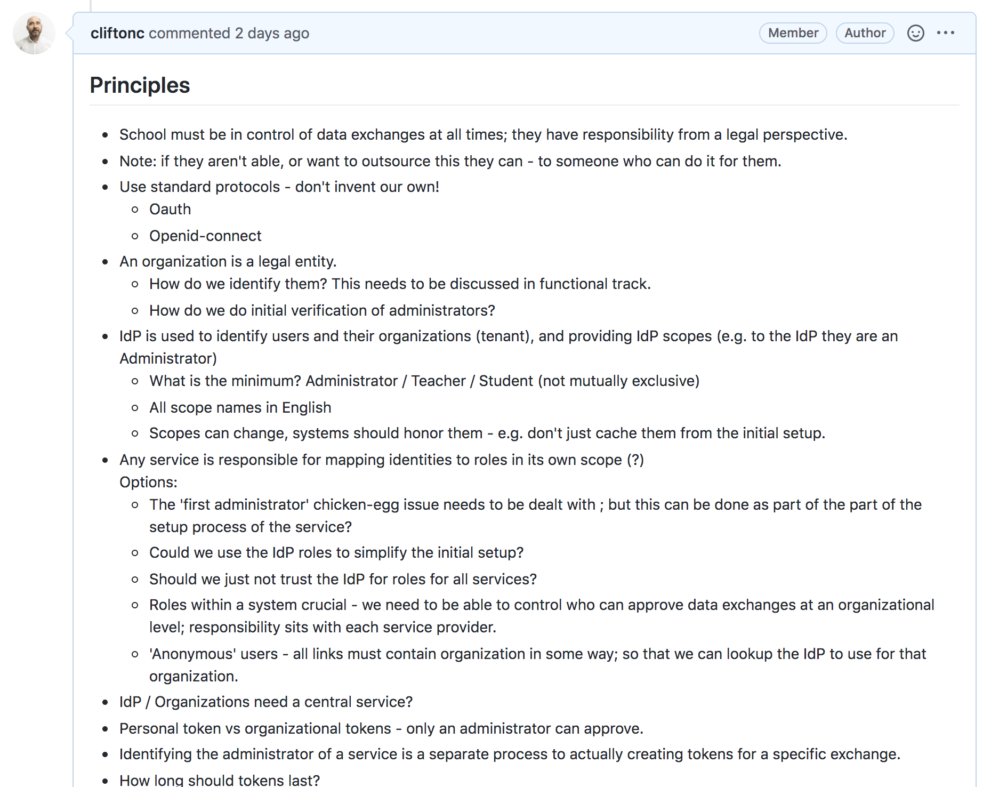 cliftonc commented 2 days ago
Member
Author
Principles
School must be in control of data exchanges at all times; they have responsibility from a legal perspective.
Note: if they aren't able, or want to outsource this they can - to someone who can do it for them.
Use standard protocols - don't invent our own!
Oauth
Openid-connect
An organization is a legal entity.
How do we identify them? This needs to be discussed in functional track.
How do we do initial verification of administrators?
IdP is used to identify users and their organizations (tenant), and providing IdP scopes (e.g. to the IdP they are an
Administrator)
What is the minimum? Administrator / Teacher / Student (not mutually exclusive)
All scope names in English
Scopes can change, systems should honor them - e.g. don't just cache them from the initial setup.
Any service is responsible for mapping identities to roles in its own scope (?)
Options:
The 'first administrator' chicken-egg issue needs to be dealt with ; but this can be done as part of the part of the
setup process of the service?
Could we use the IdP roles to simplify the initial setup?
Should we just not trust the IdP for roles for all services?
Roles within a system crucial - we need to be able to control who can approve data exchanges at an organizational
level; responsibility sits with each service provider.
'Anonymous' users - all links must contain organization in some way; so that we can lookup the IdP to use for that
organization.
IdP / Organizations need a central service?
Personal token vs organizational tokens - only an administrator can approve.
Identifying the administrator of a service is a separate process to actually creating tokens for a specific exchange.
How long should tokens last?